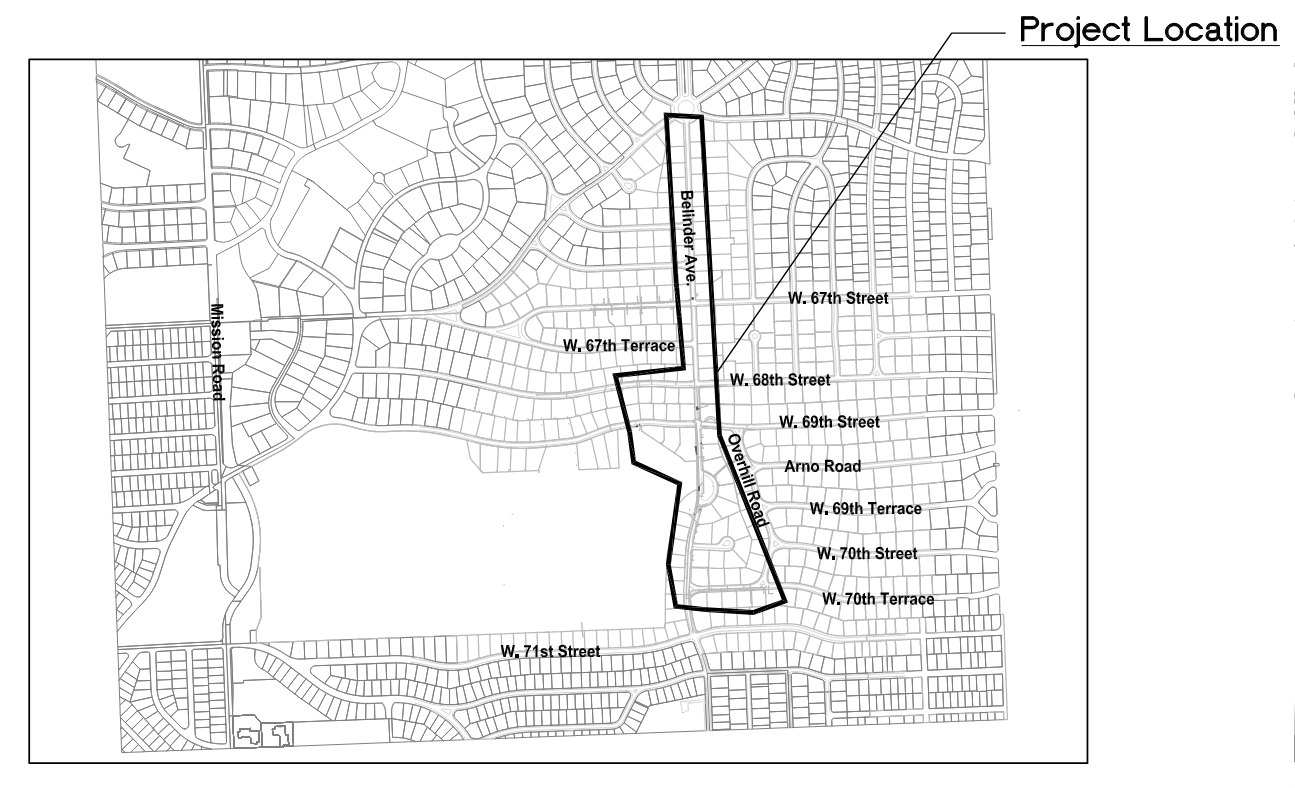 Project Location
Belinder Ave.
W. 67th Street
Mission Road
W. 67th Terrace
W. 68th Street
W. 69th Street
Overhill Road
Arno Road
W. 69th Terrace
W. 70th Street
W. 70th Terrace
W. 71st Street